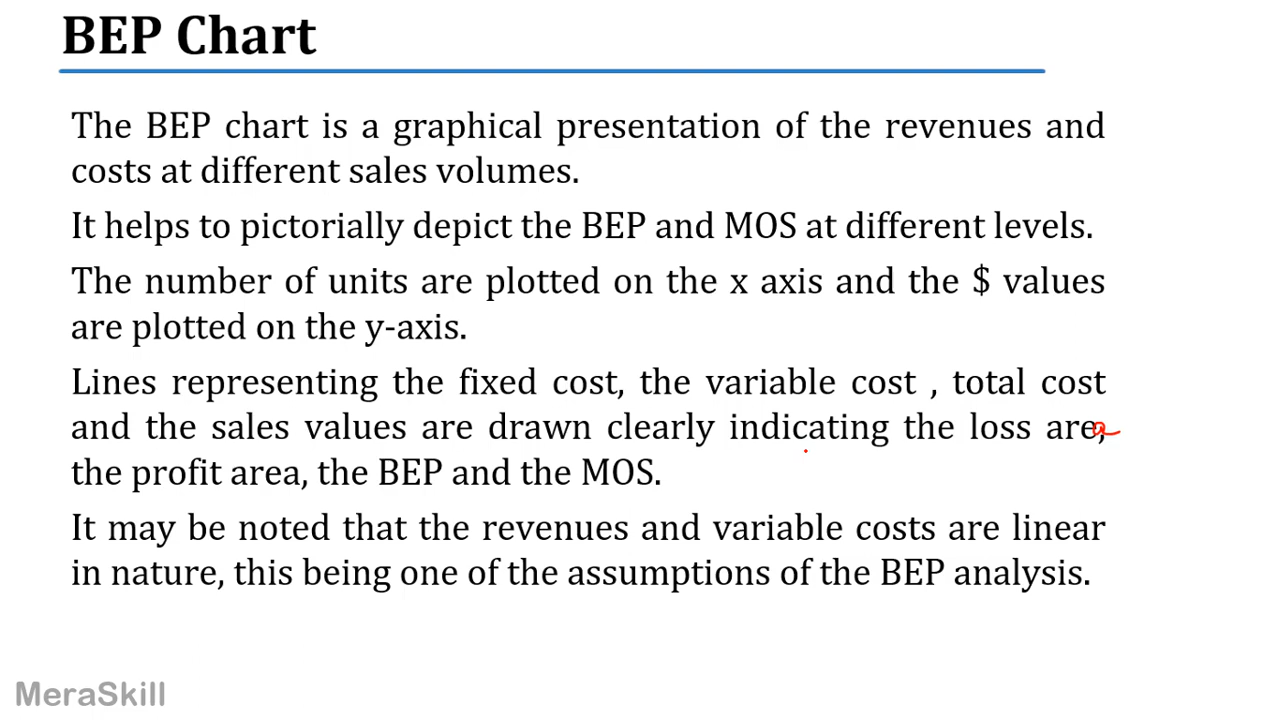 BEP Chart
The BEP chart is a graphical presentation of the revenues and
costs at different sales volumes.
It helps to pictorially depict the BEP and MOS at different levels.
The number of units are plotted on the x axis and the $ values
are plotted on the y-axis.
Lines representing the fixed cost, the variable cost , total cost
and the sales values are drawn clearly indicating the loss are, a
the profit area, the BEP and the MOS.
It may be noted that the revenues and variable costs are linear
in nature, this being one of the assumptions of the BEP analysis.
MeraSkill